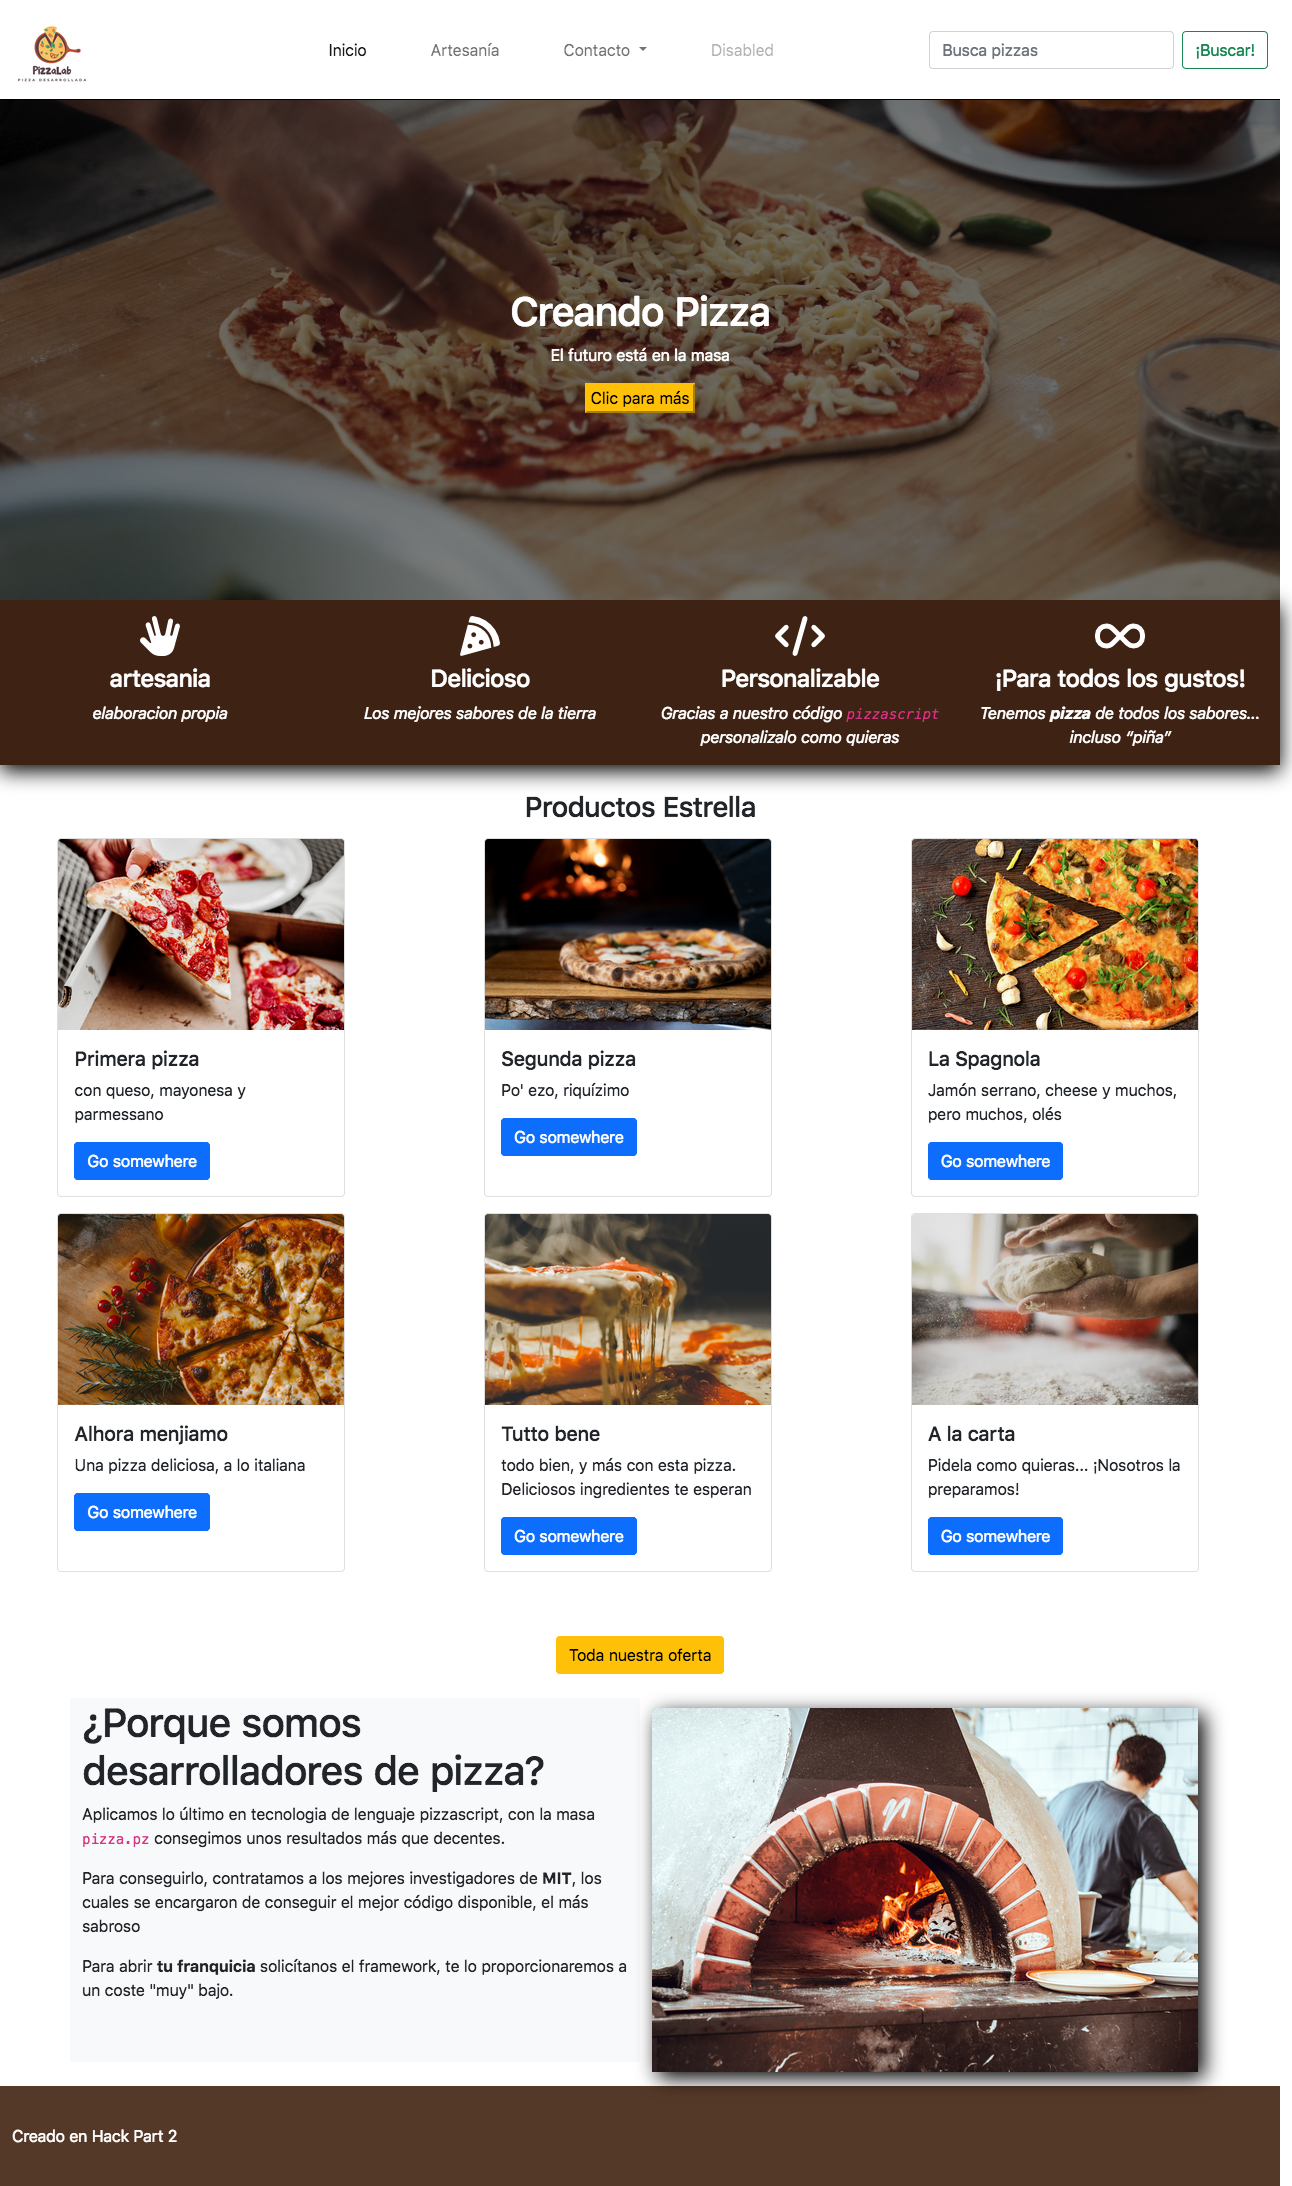 PizzaLab
PIZZA DESARROLLADA
Inicio
Artesanía
Contacto
Disabled
Busca pizzas
¡Buscar!
Creando Pizza
El futuro está en la masa
Clic para más
artesania
elaboracion propia
Delicioso
Los mejores sabores de la tierra
Personalizable
Gracias a nuestro código pizzascript
personalizalo como quieras
¡Para todos los gustos!
Tenemos pizza de todos los sabores...
incluso “piña”
Productos Estrella
Primera pizza
con queso, mayonesa y
parmessano
Go somewhere
Segunda pizza
Po' ezo, riquízimo
Go somewhere
La Spagnola
Jamón serrano, cheese y muchos,
pero muchos, olés
Go somewhere
Alhora menjiamo
Una pizza deliciosa, a lo italiana
Go somewhere
Tutto bene
todo bien, y más con esta pizza.
Deliciosos ingredientes te esperan
Go somewhere
A la carta
Pidela como quieras... ¡Nosotros la
preparamos!
Go somewhere
Toda nuestra oferta
¿Porque somos
desarrolladores de pizza?
Aplicamos lo último en tecnologia de lenguaje pizzascript, con la masa
pizza.pz consegimos unos resultados más que decentes.
Para conseguirlo, contratamos a los mejores investigadores de MIT, los
cuales se encargaron de conseguir el mejor código disponible, el más
sabroso
Para abrir tu franquicia solicítanos el framework, te lo proporcionaremos a
un coste "muy" bajo.
Creado en Hack Part 2